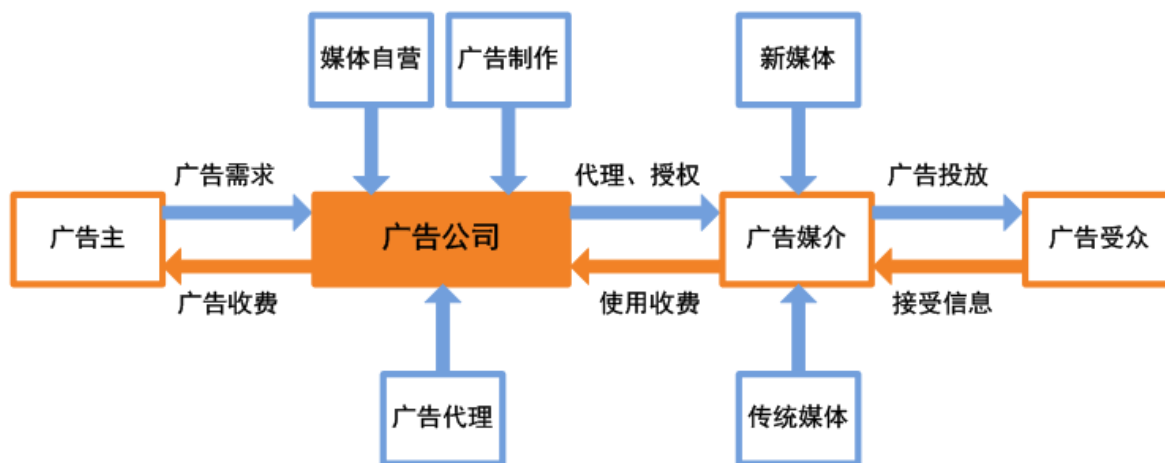 媒体自营
广告制作
新媒体
广告需求
代理、授权
广告投放
广告主
广告公司
广告媒介
广告受众
广告收费
使用收费
接受信息
广告代理
传统媒体